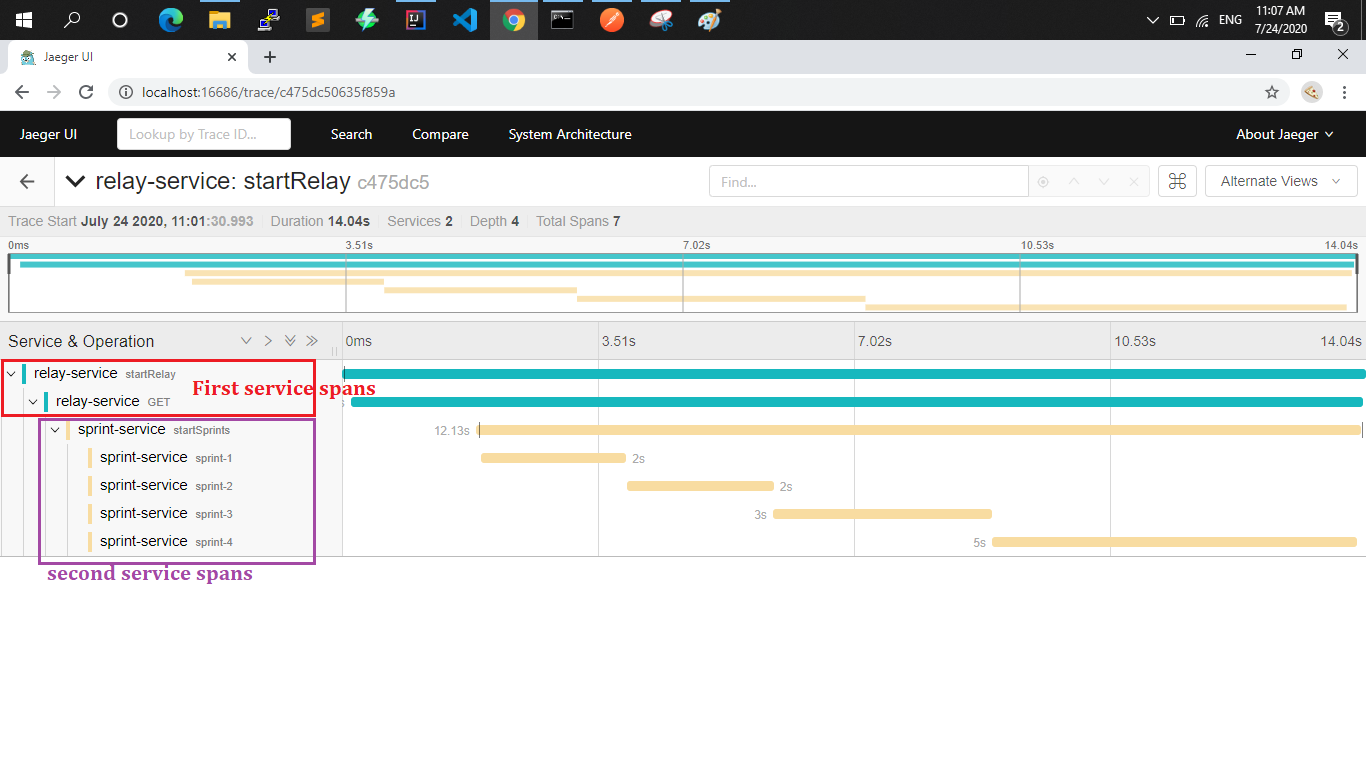 11:07 AM
ENG
7/24/2020
2
Jaeger UI
localhost:16686/trace/c475dc50635f859a
Jaeger UI
Lookup by Trace ID...
Search
Compare
System Architecture
About Jaeger
relay-service: startRelay c475dc5
Find...
Alternate Views
Trace Start July 24 2020, 11:01:30.993
Duration 14.04s
Services 2
Depth 4
Total Spans 7
0ms 3.51s 7.02s 10.53s 14.04s
Service & Operation
0ms 3.51s 7.02s 10.53s 14.04s
relay-service startRelay
First service spans
relay-service GET
sprint-service startSprints
12.13s
sprint-service sprint-1
2s
sprint-service sprint-2
2s
sprint-service sprint-3
3s
sprint-service sprint-4
5s
second service spans